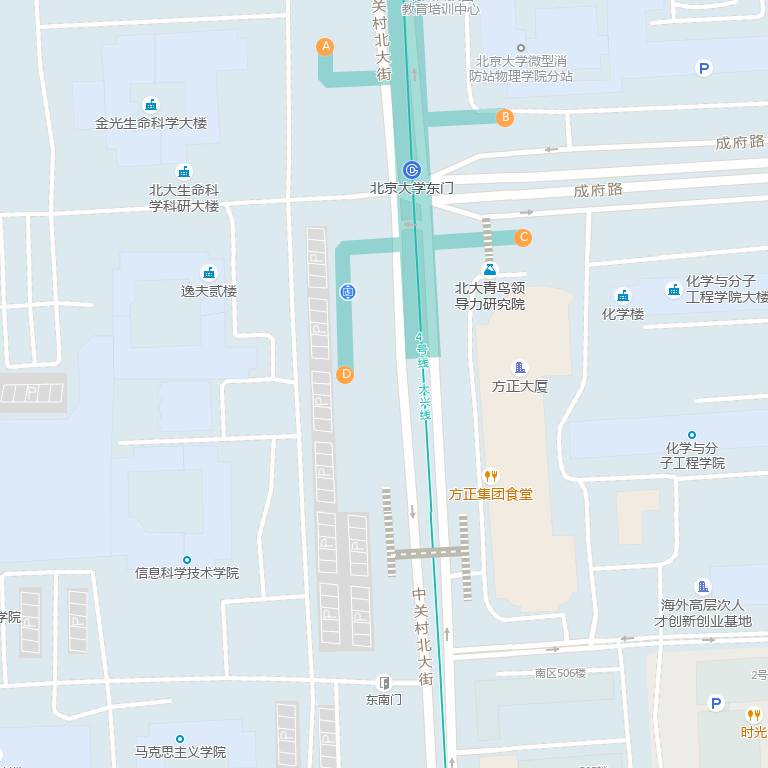 教育培训中心
中关村北大街
A
北京大学微型消
防站物理学院分站
P
金光生命科学大楼
B
成府路
北京大学东门
成府路
北大生命科
学科研大楼
C
逸夫贰楼
北大青鸟领
导力研究院
化学与分子
工程学院大楼
化学楼
4号线大兴线
D
方正大厦
P
化学与分
子工程学院
方正集团食堂
P
P
P
P
P
P
信息科学技术学院
海外高层次人
才创新创业基地
中关村北大街
学院
P
P
P
南区506楼
2号
东南门
P
时光
马克思主义学院
P
P